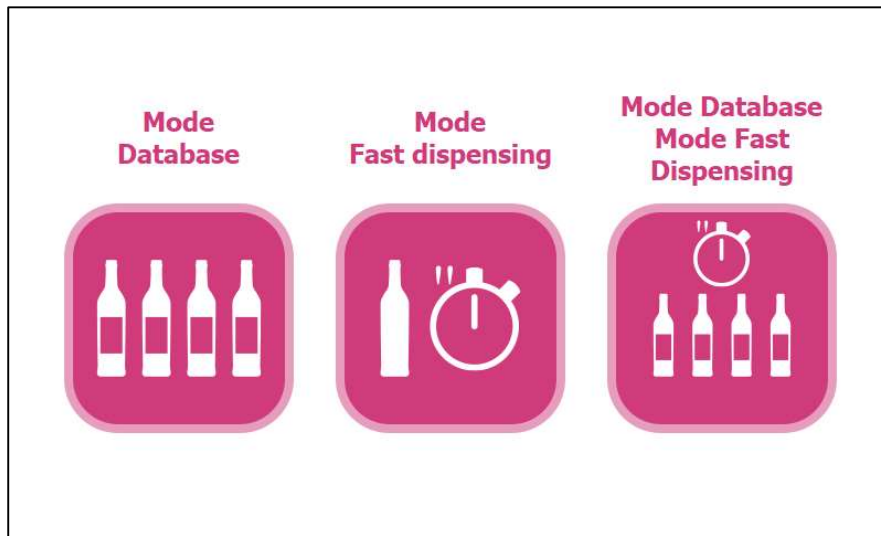 Mode
Database
Mode
Fast dispensing
Mode Database
Mode Fast
Dispensing